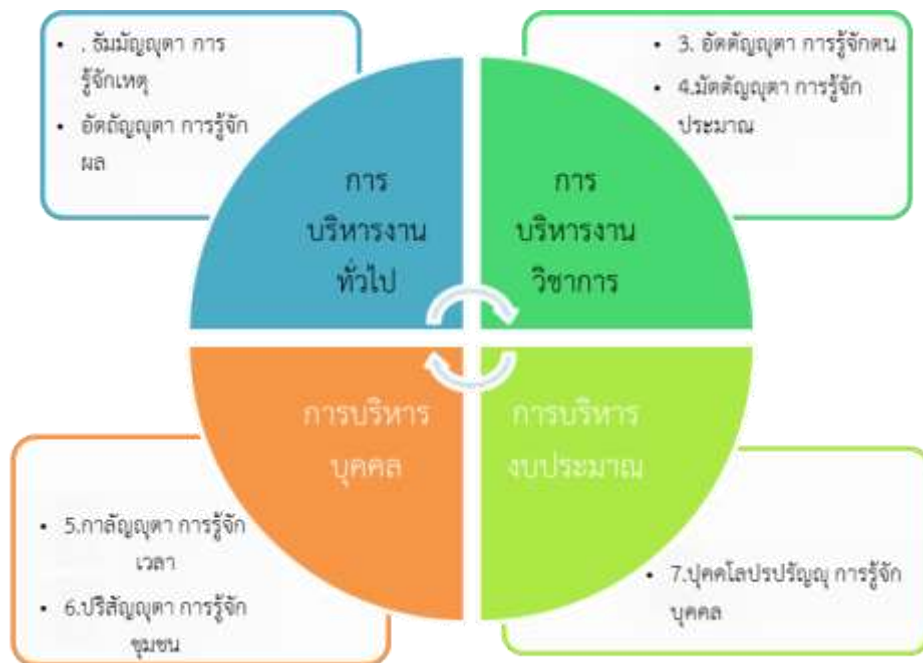 • . ธัมมัญญุตา การ
รู้จักเหตุ
• อัตถัญญุตา การรู้จัก
ผล
• 3. อัตตัญญุตา การรู้จักตน
• 4.มัตตัญญุตา การรู้จัก
ประมาณ
การ
บริหารงาน
ทั่วไป
การ
บริหารงาน
วิชาการ
การบริหาร
บุคคล
การบริหาร
งบประมาณ
• 5.กาลัญญุตา การรู้จัก
เวลา
• 6.ปริสัญญุตา การรู้จัก
ชุมชน
• 7.ปุคคโลปรปรัญญุ การรู้จัก
บุคคล